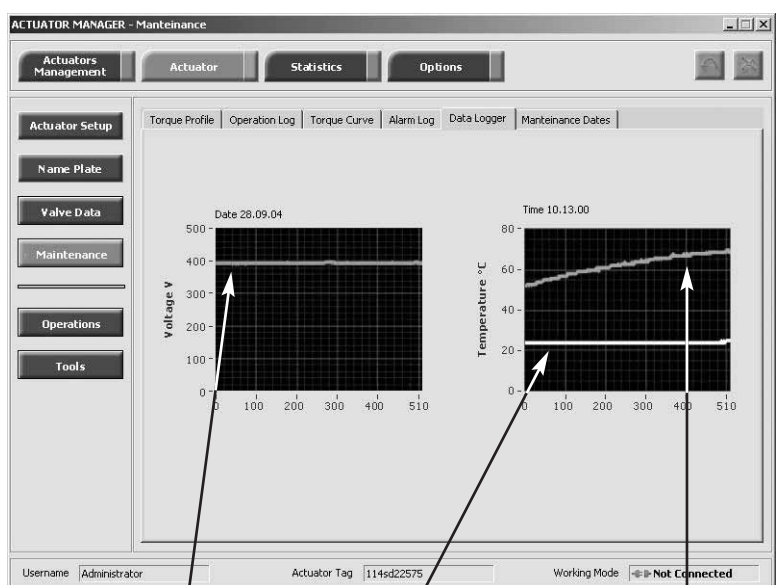 ACTUATOR MANAGER - Manteinance
Actuators
Management
Actuator
Statistics
Options
Actuator Setup
Name Plate
Valve Data
Maintenance
Operations
Tools
Torque Profile
Operation Log
Torque Curve
Alarm Log
Data Logger
Manteinance Dates
Date 28.09.04
Voltage V
500
400
300
200
100
0
0 100 200 300 400 510
Time 10.13.00
Temperature °C
80
60
40
20
0
0 100 200 300 400 510
Username Administrator
Actuator Tag 114sd22575
Working Mode Not Connected